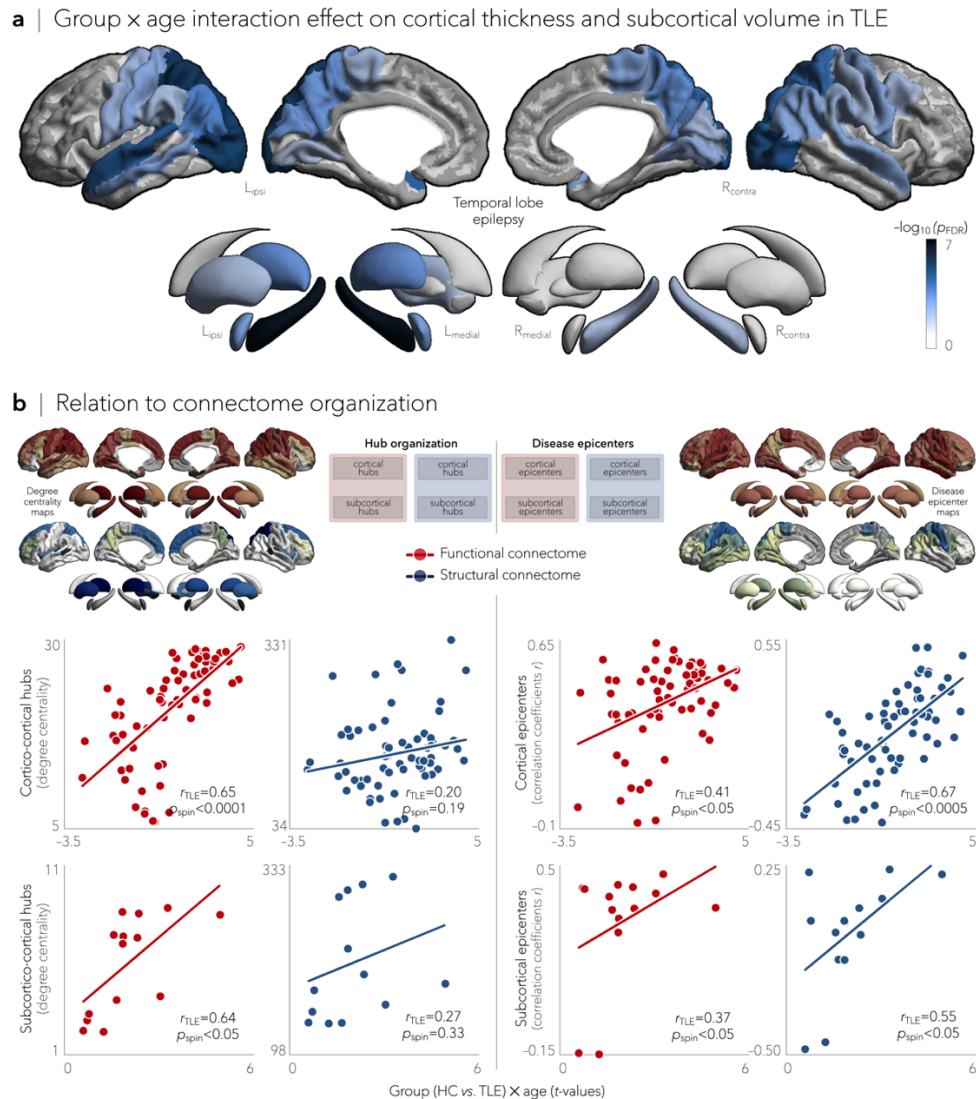 a | Group × age interaction effect on cortical thickness and subcortical volume in TLE
Lipsi
Rcontra
Temporal lobe
epilepsy
–log10 (pFDR)
7
0
Lipsi
Lmedial
Rmedial
Rcontra
b | Relation to connectome organization
Degree
centrality
maps
Hub organization
cortical
hubs
cortical
hubs
subcortical
hubs
subcortical
hubs
Disease epicenters
cortical
epicenters
cortical
epicenters
subcortical
epicenters
subcortical
epicenters
Disease
epicenter
maps
Functional connectome
Structural connectome
Cortico-cortical hubs
(degree centrality)
30
5
–3.5
5
rTLE=0.65
pspin<0.0001
331
34
–3.5
5
rTLE=0.20
pspin=0.19
Cortical epicenters
(correlation coefficients r)
0.65
–0.1
–3.5
5
rTLE=0.41
pspin<0.05
0.55
–0.45
–3.5
5
rTLE=0.67
pspin<0.0005
Subcortico-cortical hubs
(degree centrality)
11
1
0
6
rTLE=0.64
pspin<0.05
333
98
0
6
rTLE=0.27
pspin=0.33
Subcortical epicenters
(correlation coefficients r)
0.5
–0.15
0
6
rTLE=0.37
pspin<0.05
0.25
–0.50
0
6
rTLE=0.55
pspin<0.05
Group (HC vs. TLE) × age (t-values)